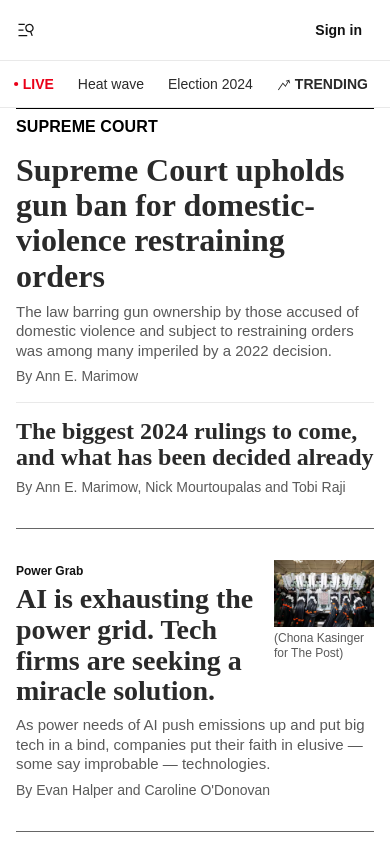 Sign in
• LIVE Heat wave Election 2024 TRENDING
SUPREME COURT
Supreme Court upholds
gun ban for domestic-
violence restraining
orders
The law barring gun ownership by those accused of
domestic violence and subject to restraining orders
was among many imperiled by a 2022 decision.
By Ann E. Marimow
The biggest 2024 rulings to come,
and what has been decided already
By Ann E. Marimow, Nick Mourtoupalas and Tobi Raji
Power Grab
AI is exhausting the
power grid. Tech
firms are seeking a
miracle solution.
(Chona Kasinger
for The Post)
As power needs of AI push emissions up and put big
tech in a bind, companies put their faith in elusive —
some say improbable — technologies.
By Evan Halper and Caroline O'Donovan